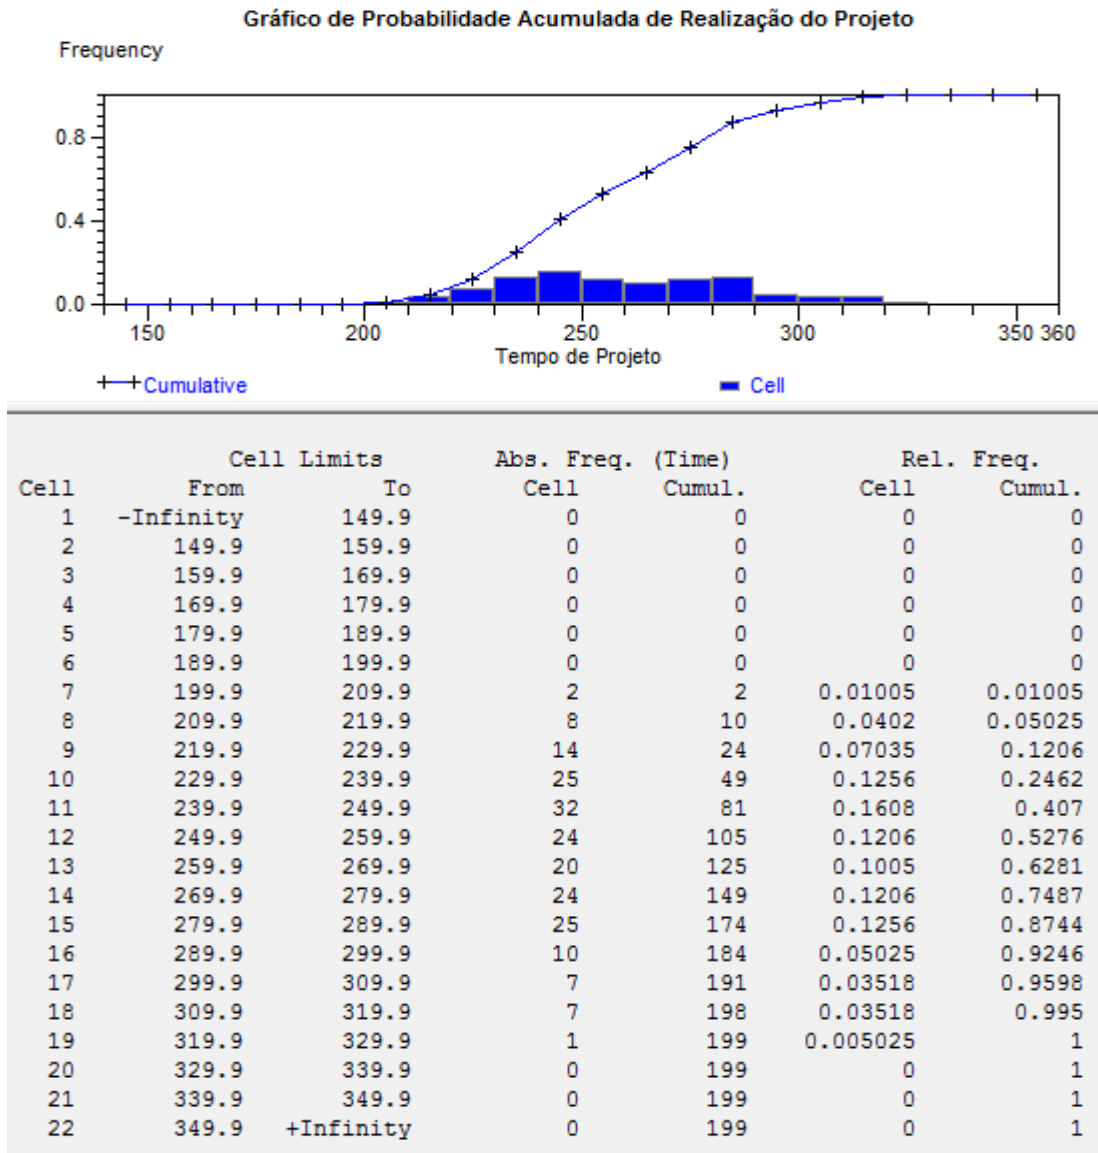 Gráfico de Probabilidade Acumulada de Realização do Projeto
Frequency
0.8
0.4
0.0
150 200 250 300 350 360
Tempo de Projeto
Cumulative Cell
Cell Limits Abs. Freq. (Time) Rel. Freq.
Cell From To Cell Cumul. Cell Cumul.
1 -Infinity 149.9 0 0 0 0
2 149.9 159.9 0 0 0 0
3 159.9 169.9 0 0 0 0
4 169.9 179.9 0 0 0 0
5 179.9 189.9 0 0 0 0
6 189.9 199.9 0 0 0 0
7 199.9 209.9 2 2 0.01005 0.01005
8 209.9 219.9 8 10 0.0402 0.05025
9 219.9 229.9 14 24 0.07035 0.1206
10 229.9 239.9 25 49 0.1256 0.2462
11 239.9 249.9 32 81 0.1608 0.407
12 249.9 259.9 24 105 0.1206 0.5276
13 259.9 269.9 20 125 0.1005 0.6281
14 269.9 279.9 24 149 0.1206 0.7487
15 279.9 289.9 25 174 0.1256 0.8744
16 289.9 299.9 10 184 0.05025 0.9246
17 299.9 309.9 7 191 0.03518 0.9598
18 309.9 319.9 7 198 0.03518 0.995
19 319.9 329.9 1 199 0.005025 1
20 329.9 339.9 0 199 0 1
21 339.9 349.9 0 199 0 1
22 349.9 +Infinity 0 199 0 1